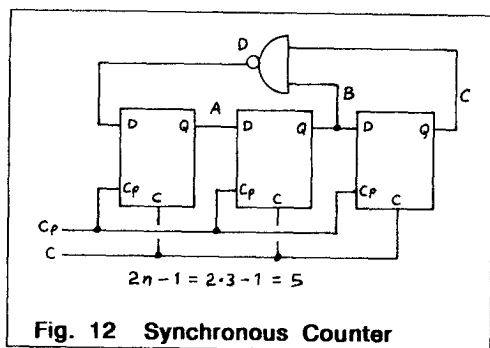 D
A
B
C
D Q
D Q
D Q
Cp
C
Cp
C
Cp
C
Cp
C
2n-1 = 2·3-1 = 5
Fig. 12 Synchronous Counter